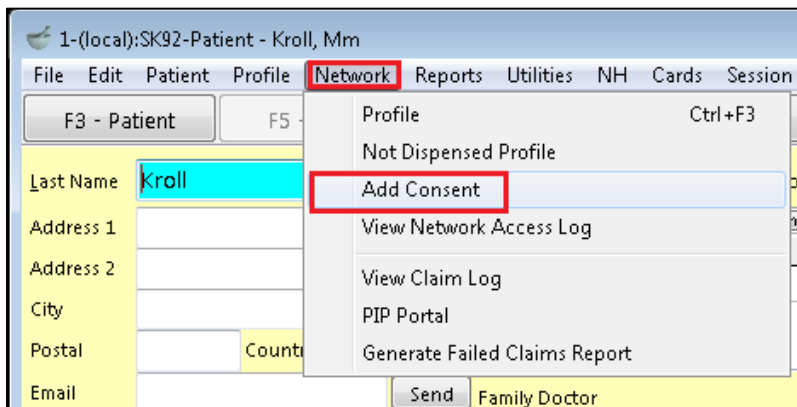 1-(local):SK92-Patient - Kroll, Mm
File Edit Patient Profile Network Reports Utilities NH Cards Session
F3 - Patient F5 -
Profile Ctrl+F3
Not Dispensed Profile
Last Name Kroll
Add Consent
Address 1
View Network Access Log
Address 2
View Claim Log
City
PIP Portal
Postal Count
Generate Failed Claims Report
Email Send Family Doctor